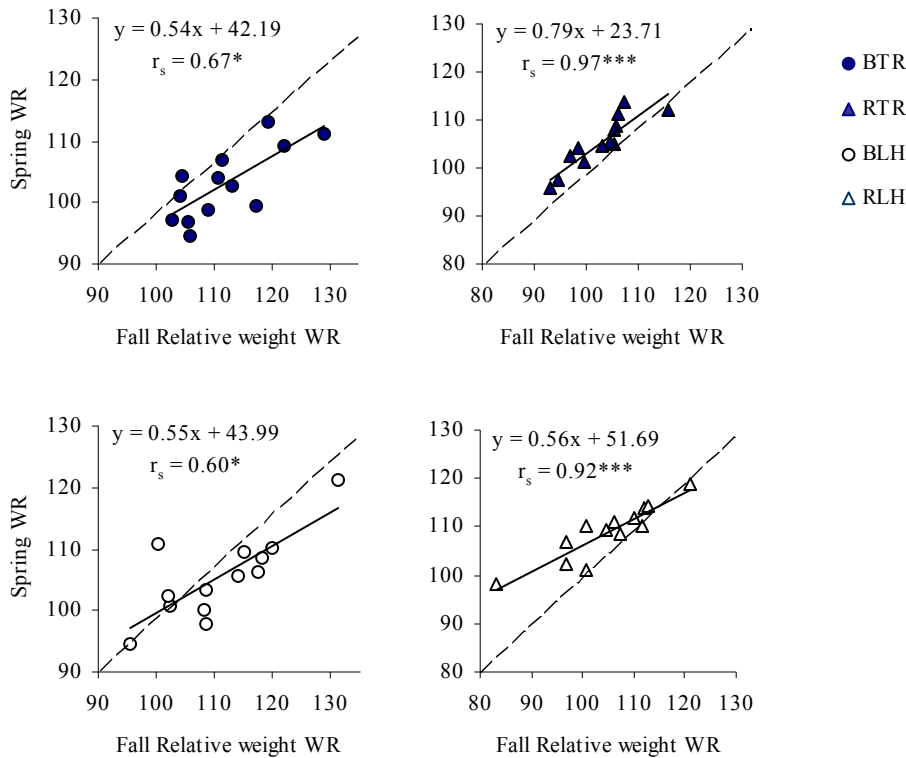 y = 0.54x + 42.19
r_s = 0.67*
130
120
110
100
90
Spring WR
90 100 110 120 130
Fall Relative weight WR
y = 0.79x + 23.71
r_s = 0.97***
130
120
110
100
90
80
80 90 100 110 120 130
Fall Relative weight WR
BTR
RTR
BLH
RLH
y = 0.55x + 43.99
r_s = 0.60*
130
120
110
100
90
Spring WR
90 100 110 120 130
Fall Relative weight WR
y = 0.56x + 51.69
r_s = 0.92***
130
120
110
100
90
80
80 90 100 110 120 130
Fall Relative weight WR